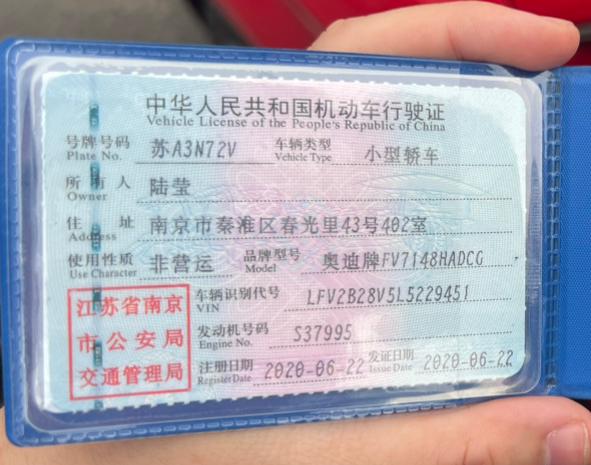 中华人民共和国机动车行驶证
Vehicle License of the People's Republic of China
号牌号码 苏A3N72V 车辆类型 小型轿车
Plate No. Vehicle Type
所有人 陆莹
Owner
住址 南京市秦淮区春光里43号402室
Address
使用性质 非营运 品牌型号 奥迪牌FV7148HADCG
Use Character Model
江苏省南京
市公安局
交通管理局
车辆识别代号 LFV2B28V5L5229451
VIN
发动机号码 S37995
Engine No.
注册日期 2020-06-22 发证日期 2020-06-22
Register Date Issue Date